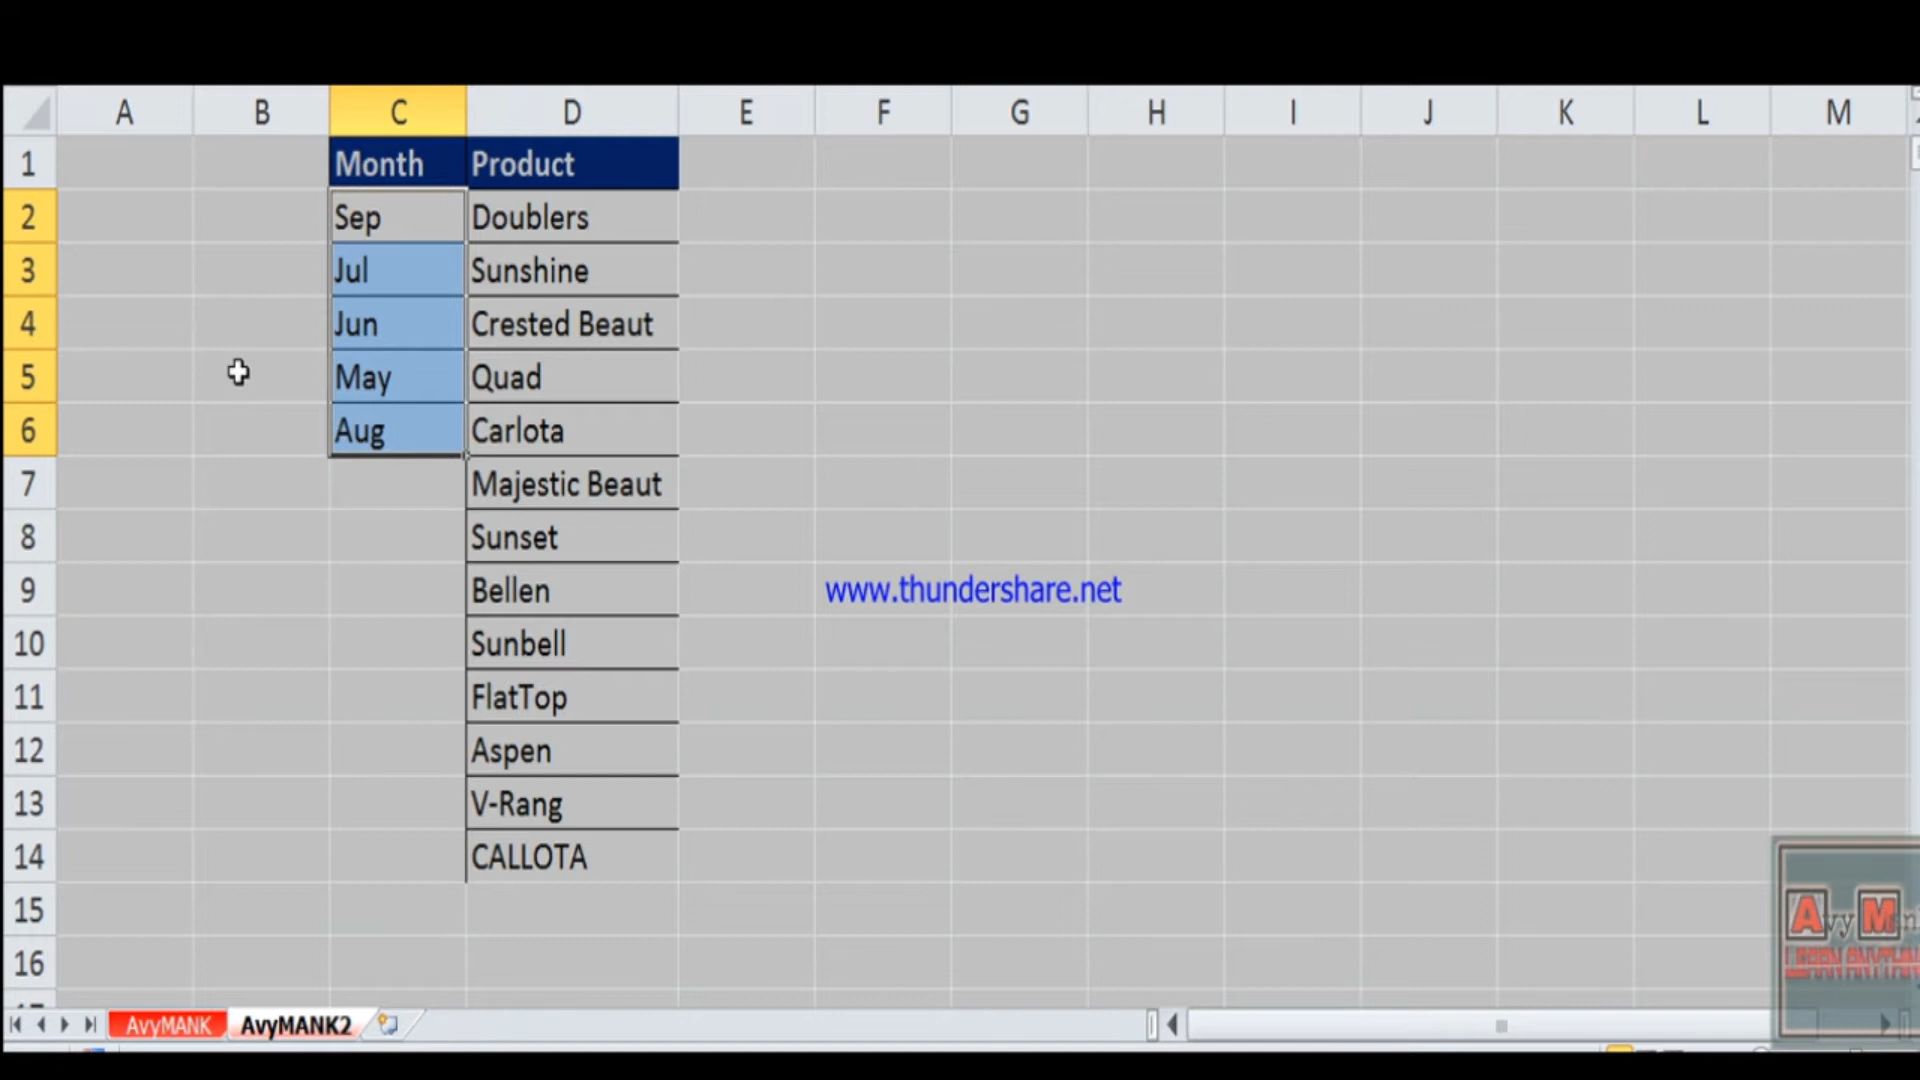 A B C D E F G H I J K L M
1 Month Product
2 Sep Doublers
3 Jul Sunshine
4 Jun Crested Beaut
5 May Quad
6 Aug Carlota
7 Majestic Beaut
8 Sunset
9 Bellen www.thundershare.net
10 Sunbell
11 FlatTop
12 Aspen
13 V-Rang
14 CALLOTA
15
16
Avy M
LEARN
AvyMANK AvyMANK2